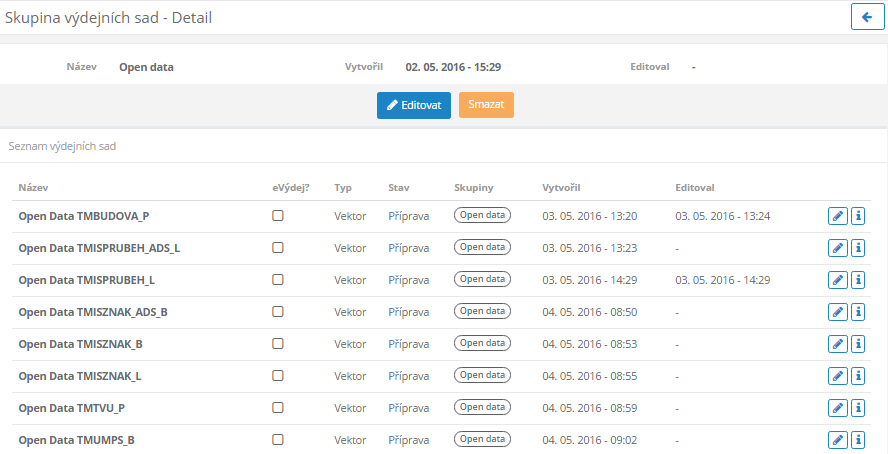 Skupina výdejních sad - Detail
Název Open data Vytvořil 02. 05. 2016 - 15:29 Editoval -
Editovat Smazat
Seznam výdejních sad
Název eVýdej? Typ Stav Skupiny Vytvořil Editoval
Open Data TMBUDOVA_P Vektor Příprava Open data 03. 05. 2016 - 13:20 03. 05. 2016 - 13:24
Open Data TMISPRUBEH_ADS_L Vektor Příprava Open data 03. 05. 2016 - 13:23 -
Open Data TMISPRUBEH_L Vektor Příprava Open data 03. 05. 2016 - 14:29 03. 05. 2016 - 14:29
Open Data TMISZNAK_ADS_B Vektor Příprava Open data 04. 05. 2016 - 08:50 -
Open Data TMISZNAK_B Vektor Příprava Open data 04. 05. 2016 - 08:53 -
Open Data TMISZNAK_L Vektor Příprava Open data 04. 05. 2016 - 08:55 -
Open Data TMTVU_P Vektor Příprava Open data 04. 05. 2016 - 08:59 -
Open Data TMUMPS_B Vektor Příprava Open data 04. 05. 2016 - 09:02 -